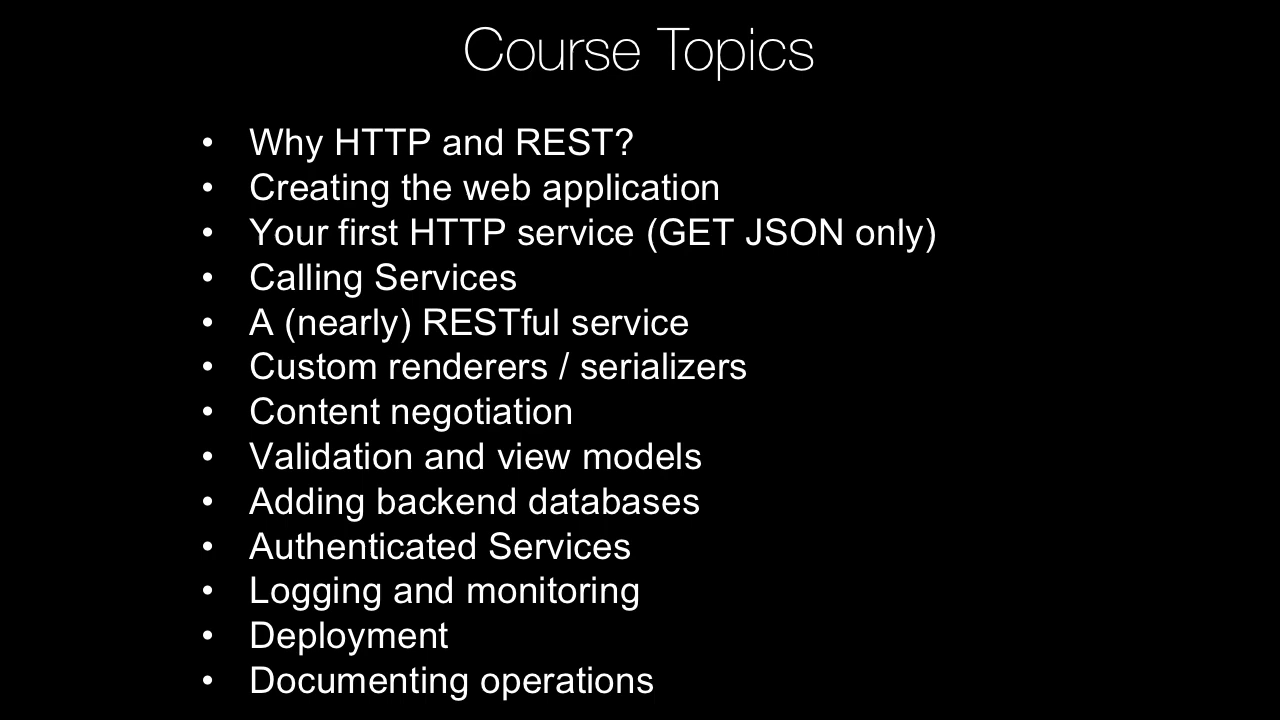 Course Topics
• Why HTTP and REST?
• Creating the web application
• Your first HTTP service (GET JSON only)
• Calling Services
• A (nearly) RESTful service
• Custom renderers / serializers
• Content negotiation
• Validation and view models
• Adding backend databases
• Authenticated Services
• Logging and monitoring
• Deployment
• Documenting operations